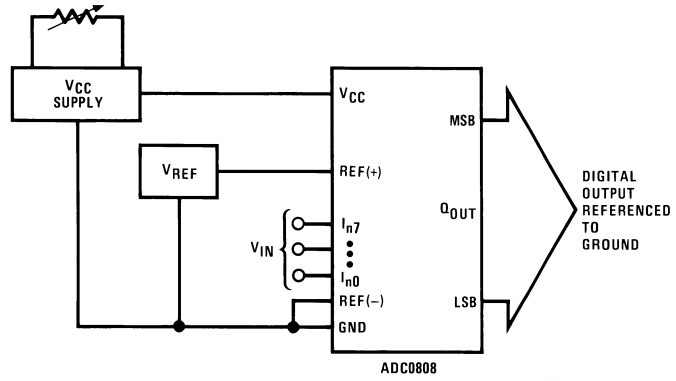 VCC
SUPPLY
VCC
MSB
VREF
REF(+)
DIGITAL
OUTPUT
REFERENCED
TO
GROUND
QOUT
In7
VIN
In0
REF(−)
LSB
GND
ADC0808